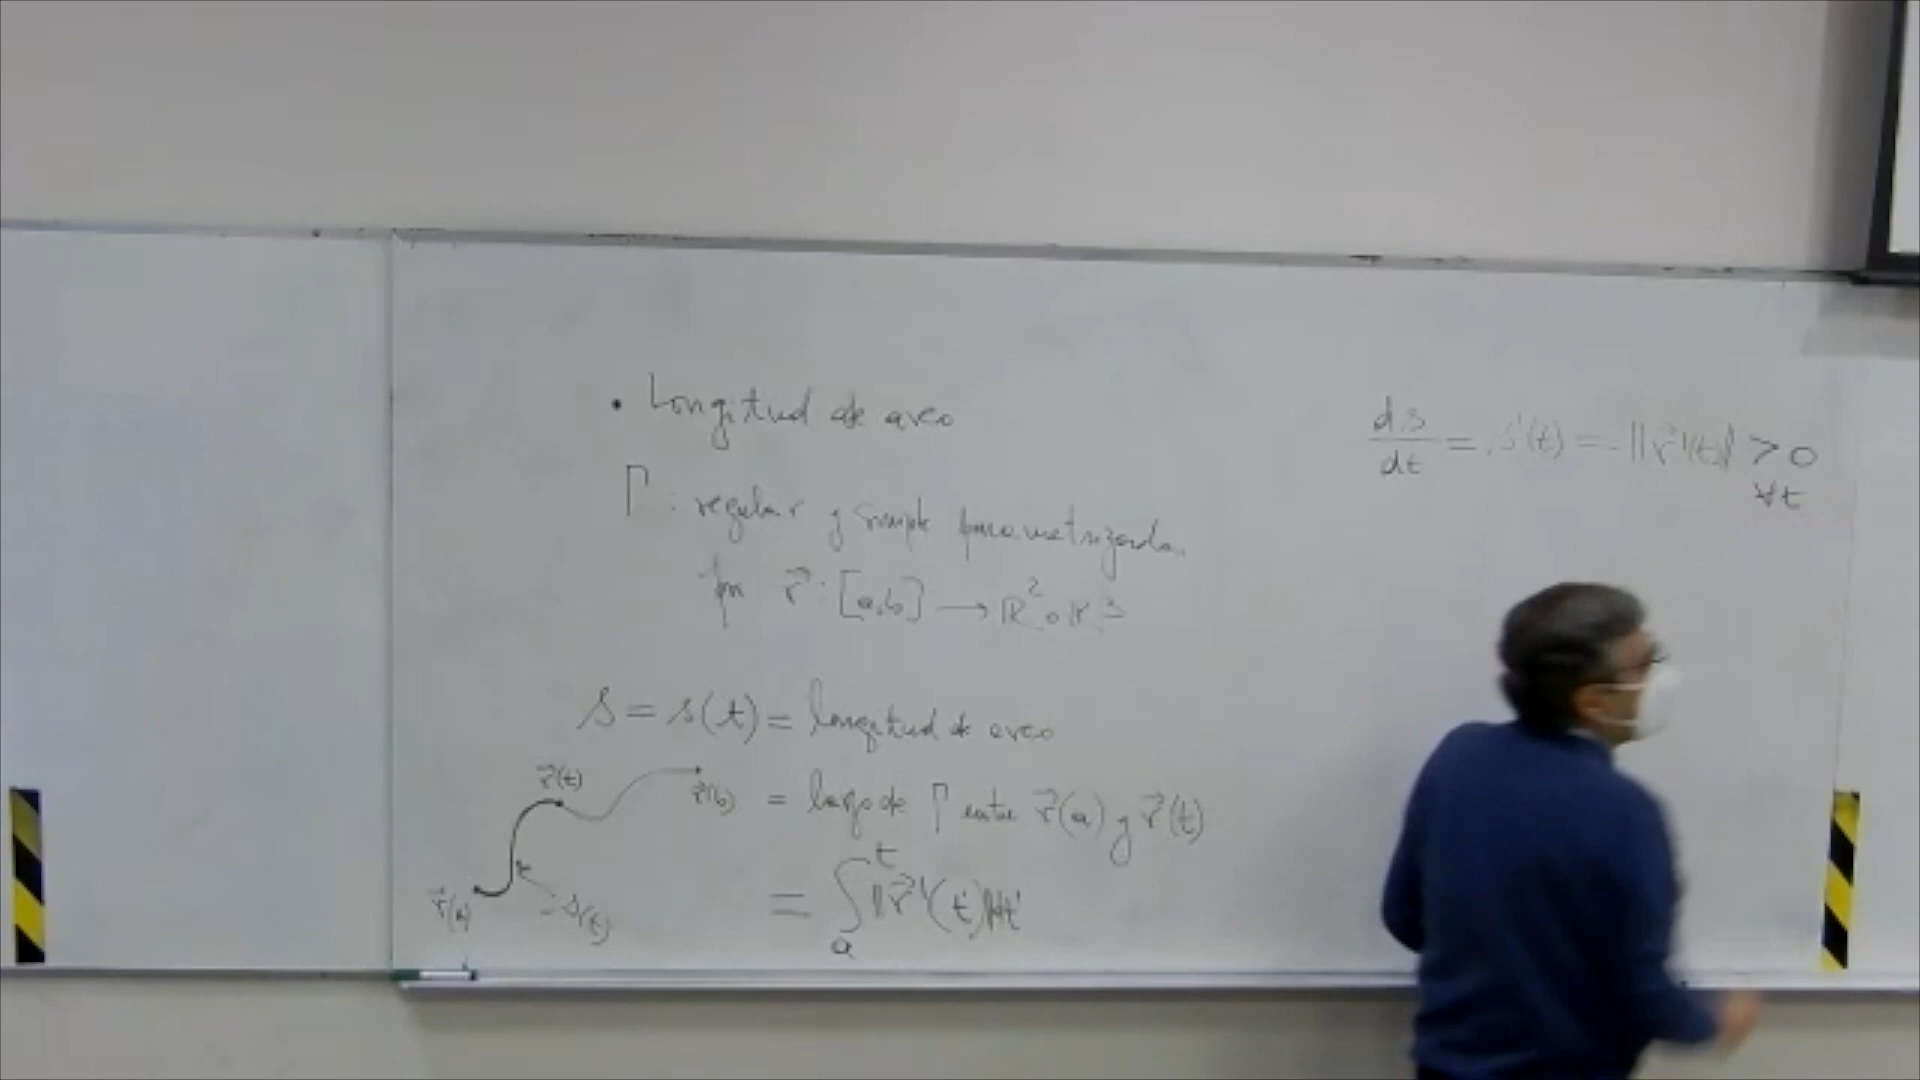 • Longitud de arco
Γ : regular y simple parametrizada
por r⃗ : [a,b] → ℝ² o ℝ³
s = s(t) = longitud de arco
= largo de Γ entre r⃗(a) y r⃗(t)
= ∫ₐᵗ ‖r⃗'(t')‖dt'
r⃗(t)
r⃗(b)
r⃗(a)
s(t)
ds/dt = s'(t) = ‖r⃗'(t)‖ > 0
∀t